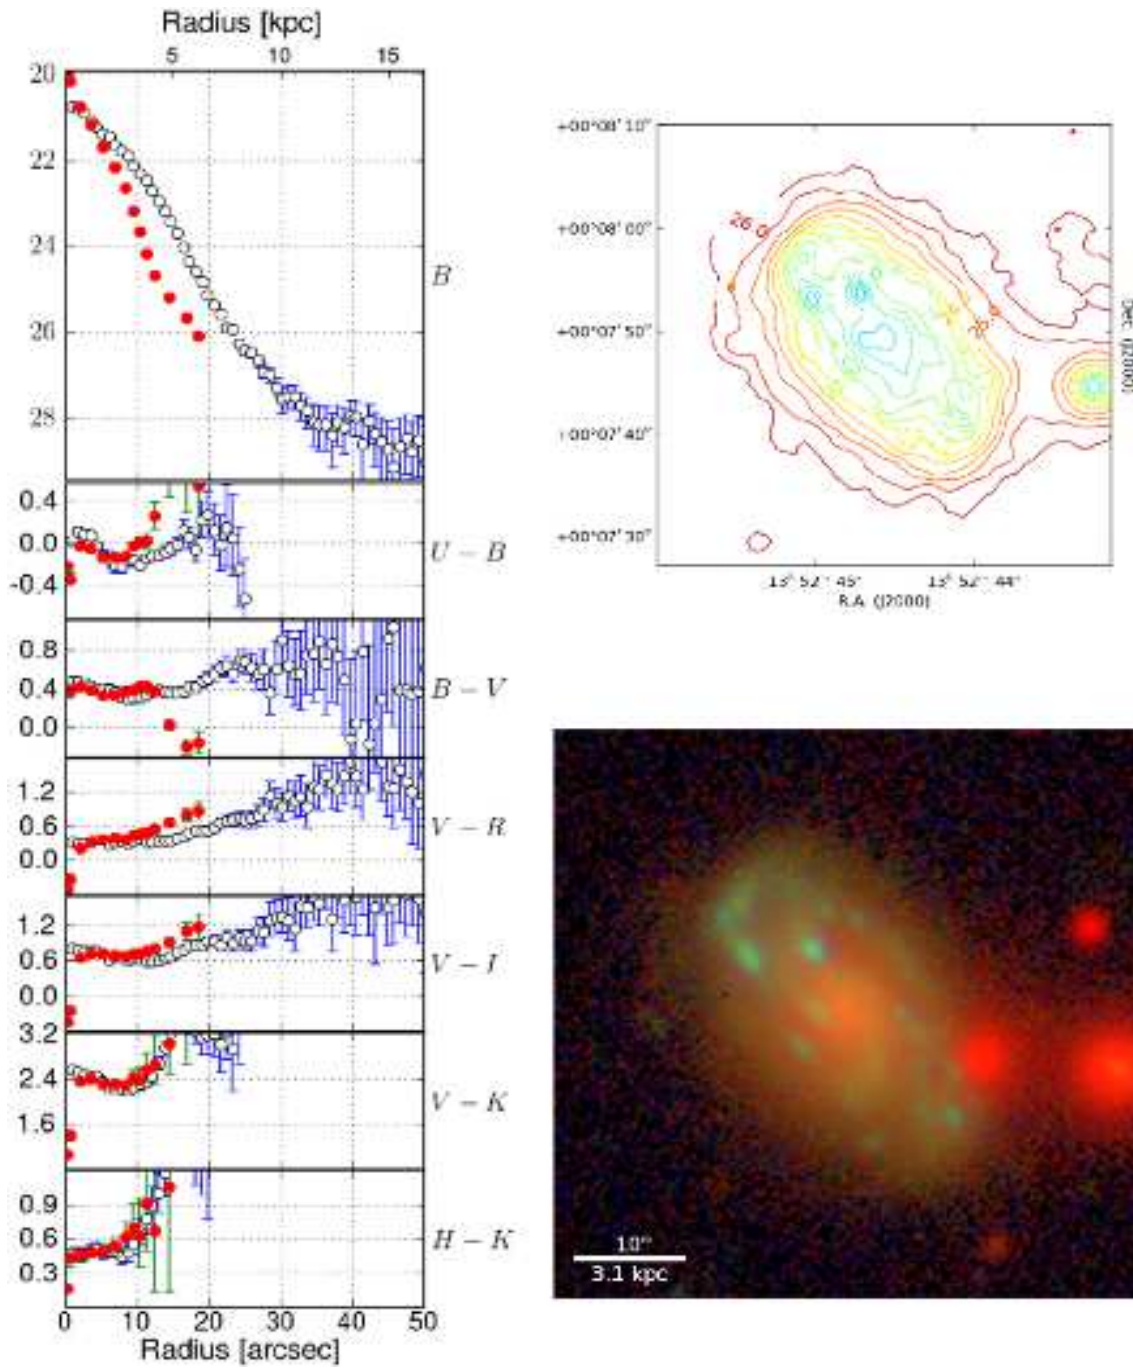 Radius [kpc]
5 10 15
20
22
24
26
28
B
0.4
0.0
-0.4
U − B
0.8
0.4
0.0
B − V
1.2
0.6
0.0
V − R
1.2
0.6
0.0
V − I
3.2
2.4
1.6
V − K
0.9
0.6
0.3
H − K
0 10 20 30 40 50
Radius [arcsec]
+00°08'10"
+00°08'00"
+00°07'50"
+00°07'40"
+00°07'30"
26.0
Dec. (J2000)
R.A. (J2000)
10"
3.1 kpc